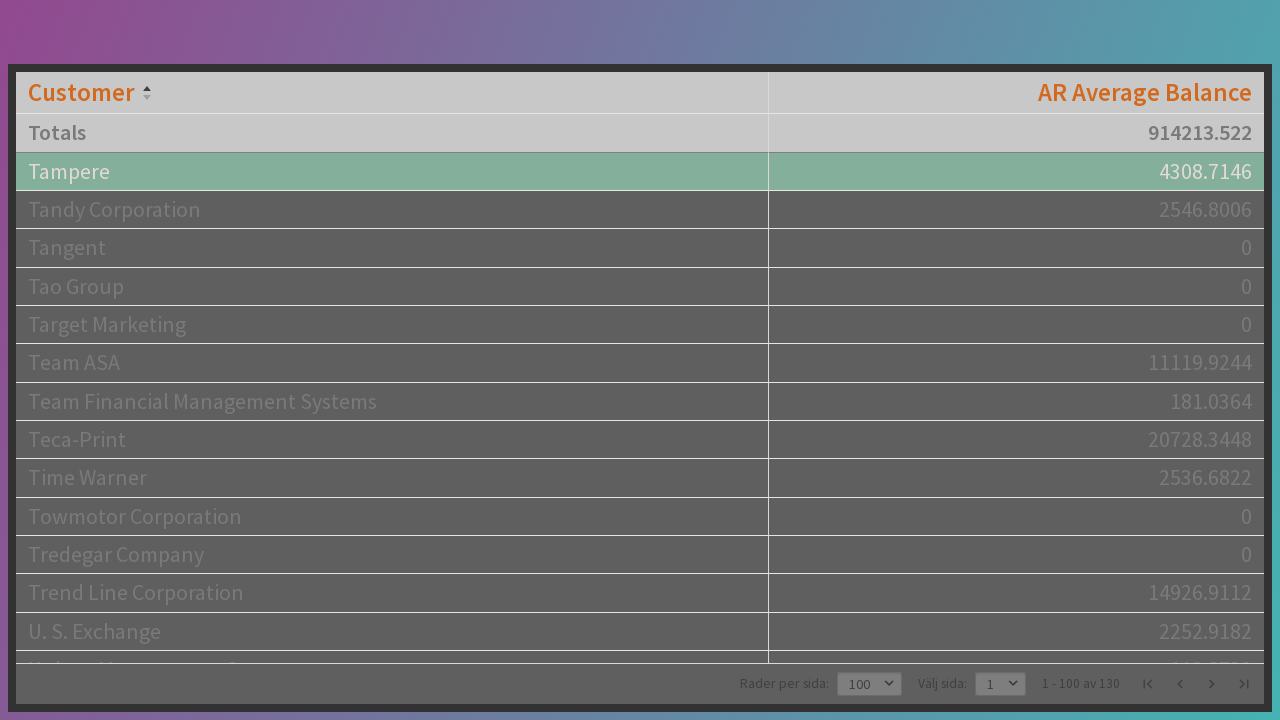 Customer AR Average Balance
Totals 914213.522
Tampere 4308.7146
Tandy Corporation 2546.8006
Tangent 0
Tao Group 0
Target Marketing 0
Team ASA 11119.9244
Team Financial Management Systems 181.0364
Teca-Print 20728.3448
Time Warner 2536.6822
Towmotor Corporation 0
Tredegar Company 0
Trend Line Corporation 14926.9112
U. S. Exchange 2252.9182
Rader per sida: 100 Välj sida: 1 1 - 100 av 130